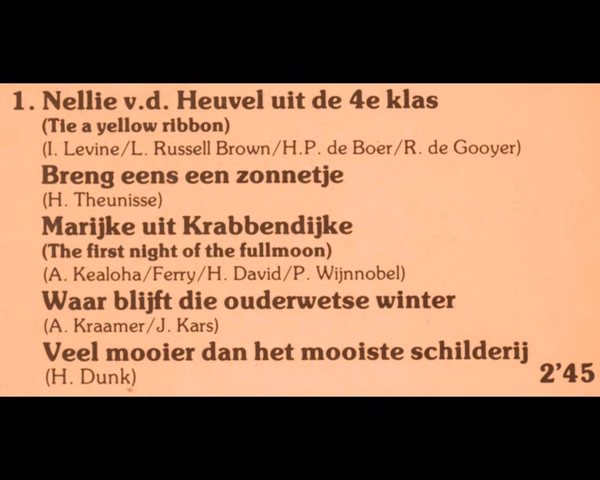 1. Nellie v.d. Heuvel uit de 4e klas
(Tie a yellow ribbon)
(I. Levine/L. Russell Brown/H.P. de Boer/R. de Gooyer)
Breng eens een zonnetje
(H. Theunisse)
Marijke uit Krabbendijke
(The first night of the fullmoon)
(A. Kealoha/Ferry/H. David/P. Wijnnobel)
Waar blijft die ouderwetse winter
(A. Kraamer/J. Kars)
Veel mooier dan het mooiste schilderij
(H. Dunk) 2'45